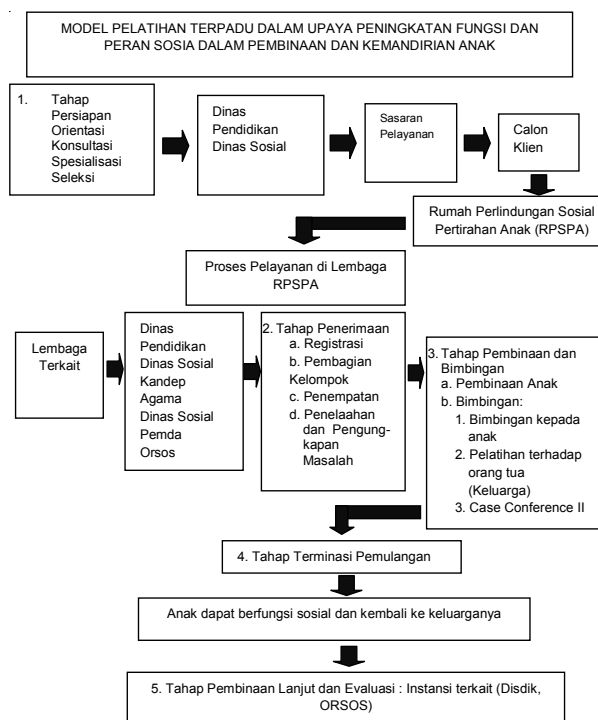 MODEL PELATIHAN TERPADU DALAM UPAYA PENINGKATAN FUNGSI DAN
PERAN SOSIA DALAM PEMBINAAN DAN KEMANDIRIAN ANAK
1. Tahap
Persiapan
Orientasi
Konsultasi
Spesialisasi
Seleksi
Dinas
Pendidikan
Dinas Sosial
Sasaran
Pelayanan
Calon
Klien
Rumah Perlindungan Sosial
Pertirahan Anak (RPSPA)
Proses Pelayanan di Lembaga
RPSPA
Lembaga
Terkait
Dinas
Pendidikan
Dinas Sosial
Kandep
Agama
Dinas Sosial
Pemda
Orsos
2. Tahap Penerimaan
a. Registrasi
b. Pembagian
Kelompok
c. Penempatan
d. Penelaahan
dan Pengung-
kapan
Masalah
3. Tahap Pembinaan dan
Bimbingan
a. Pembinaan Anak
b. Bimbingan:
1. Bimbingan kepada
anak
2. Pelatihan terhadap
orang tua
(Keluarga)
3. Case Conference II
4. Tahap Terminasi Pemulangan
Anak dapat berfungsi sosial dan kembali ke keluarganya
5. Tahap Pembinaan Lanjut dan Evaluasi : Instansi terkait (Disdik,
ORSOS)